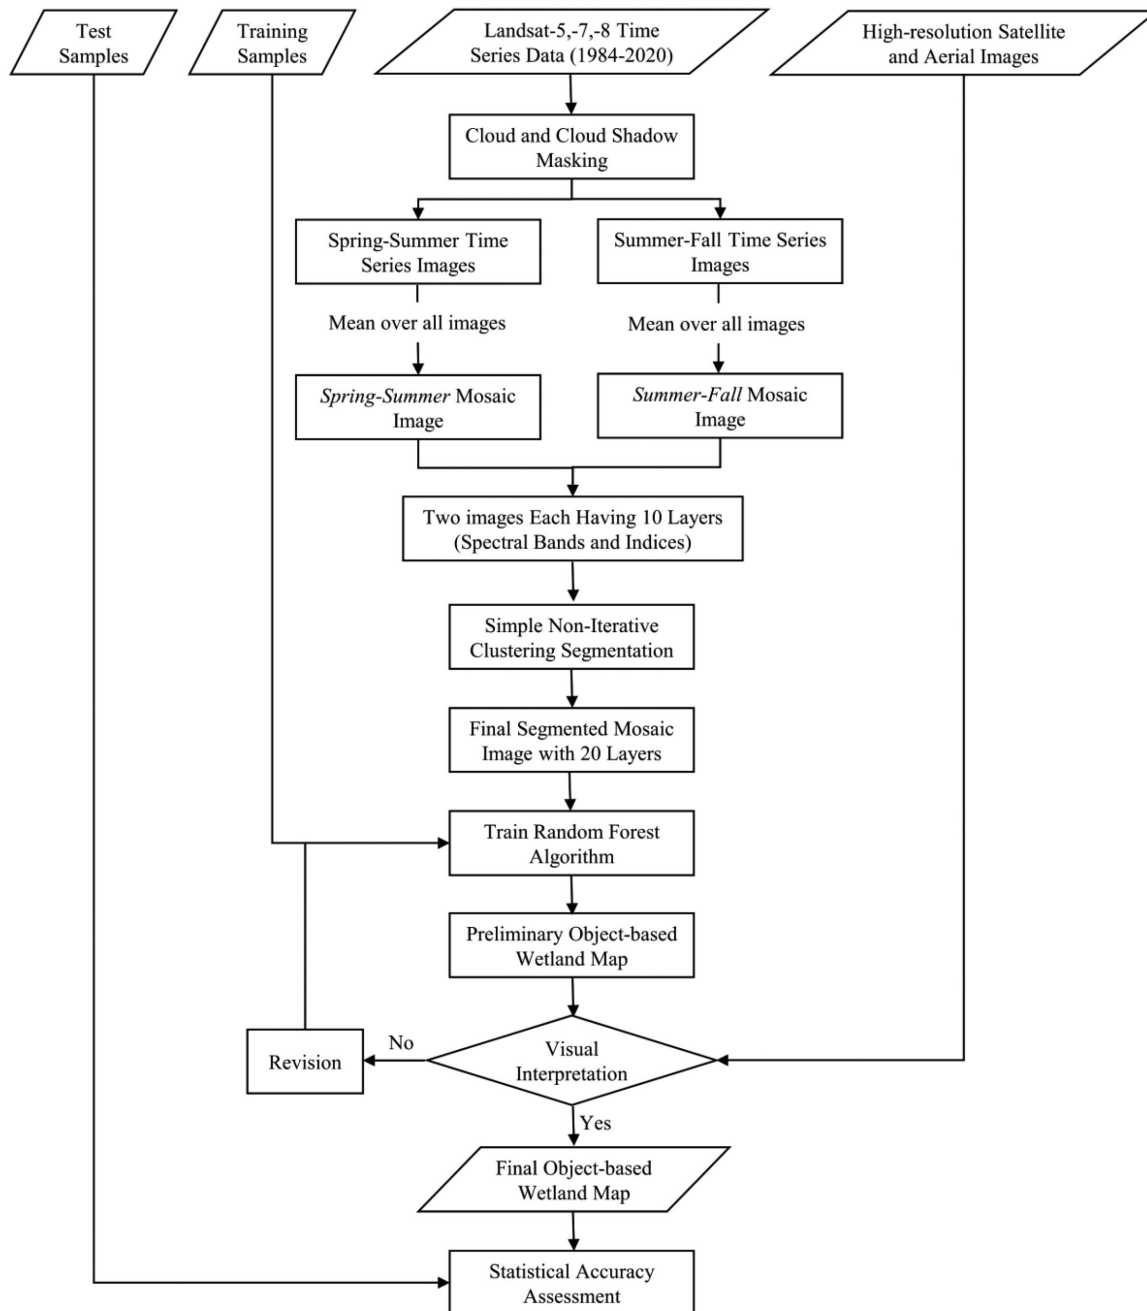 Test
Samples
Training
Samples
Landsat-5,-7,-8 Time
Series Data (1984-2020)
High-resolution Satellite
and Aerial Images
Cloud and Cloud Shadow
Masking
Spring-Summer Time
Series Images
Summer-Fall Time Series
Images
Mean over all images
Mean over all images
Spring-Summer Mosaic
Image
Summer-Fall Mosaic
Image
Two images Each Having 10 Layers
(Spectral Bands and Indices)
Simple Non-Iterative
Clustering Segmentation
Final Segmented Mosaic
Image with 20 Layers
Train Random Forest
Algorithm
Preliminary Object-based
Wetland Map
Revision
No
Visual
Interpretation
Yes
Final Object-based
Wetland Map
Statistical Accuracy
Assessment